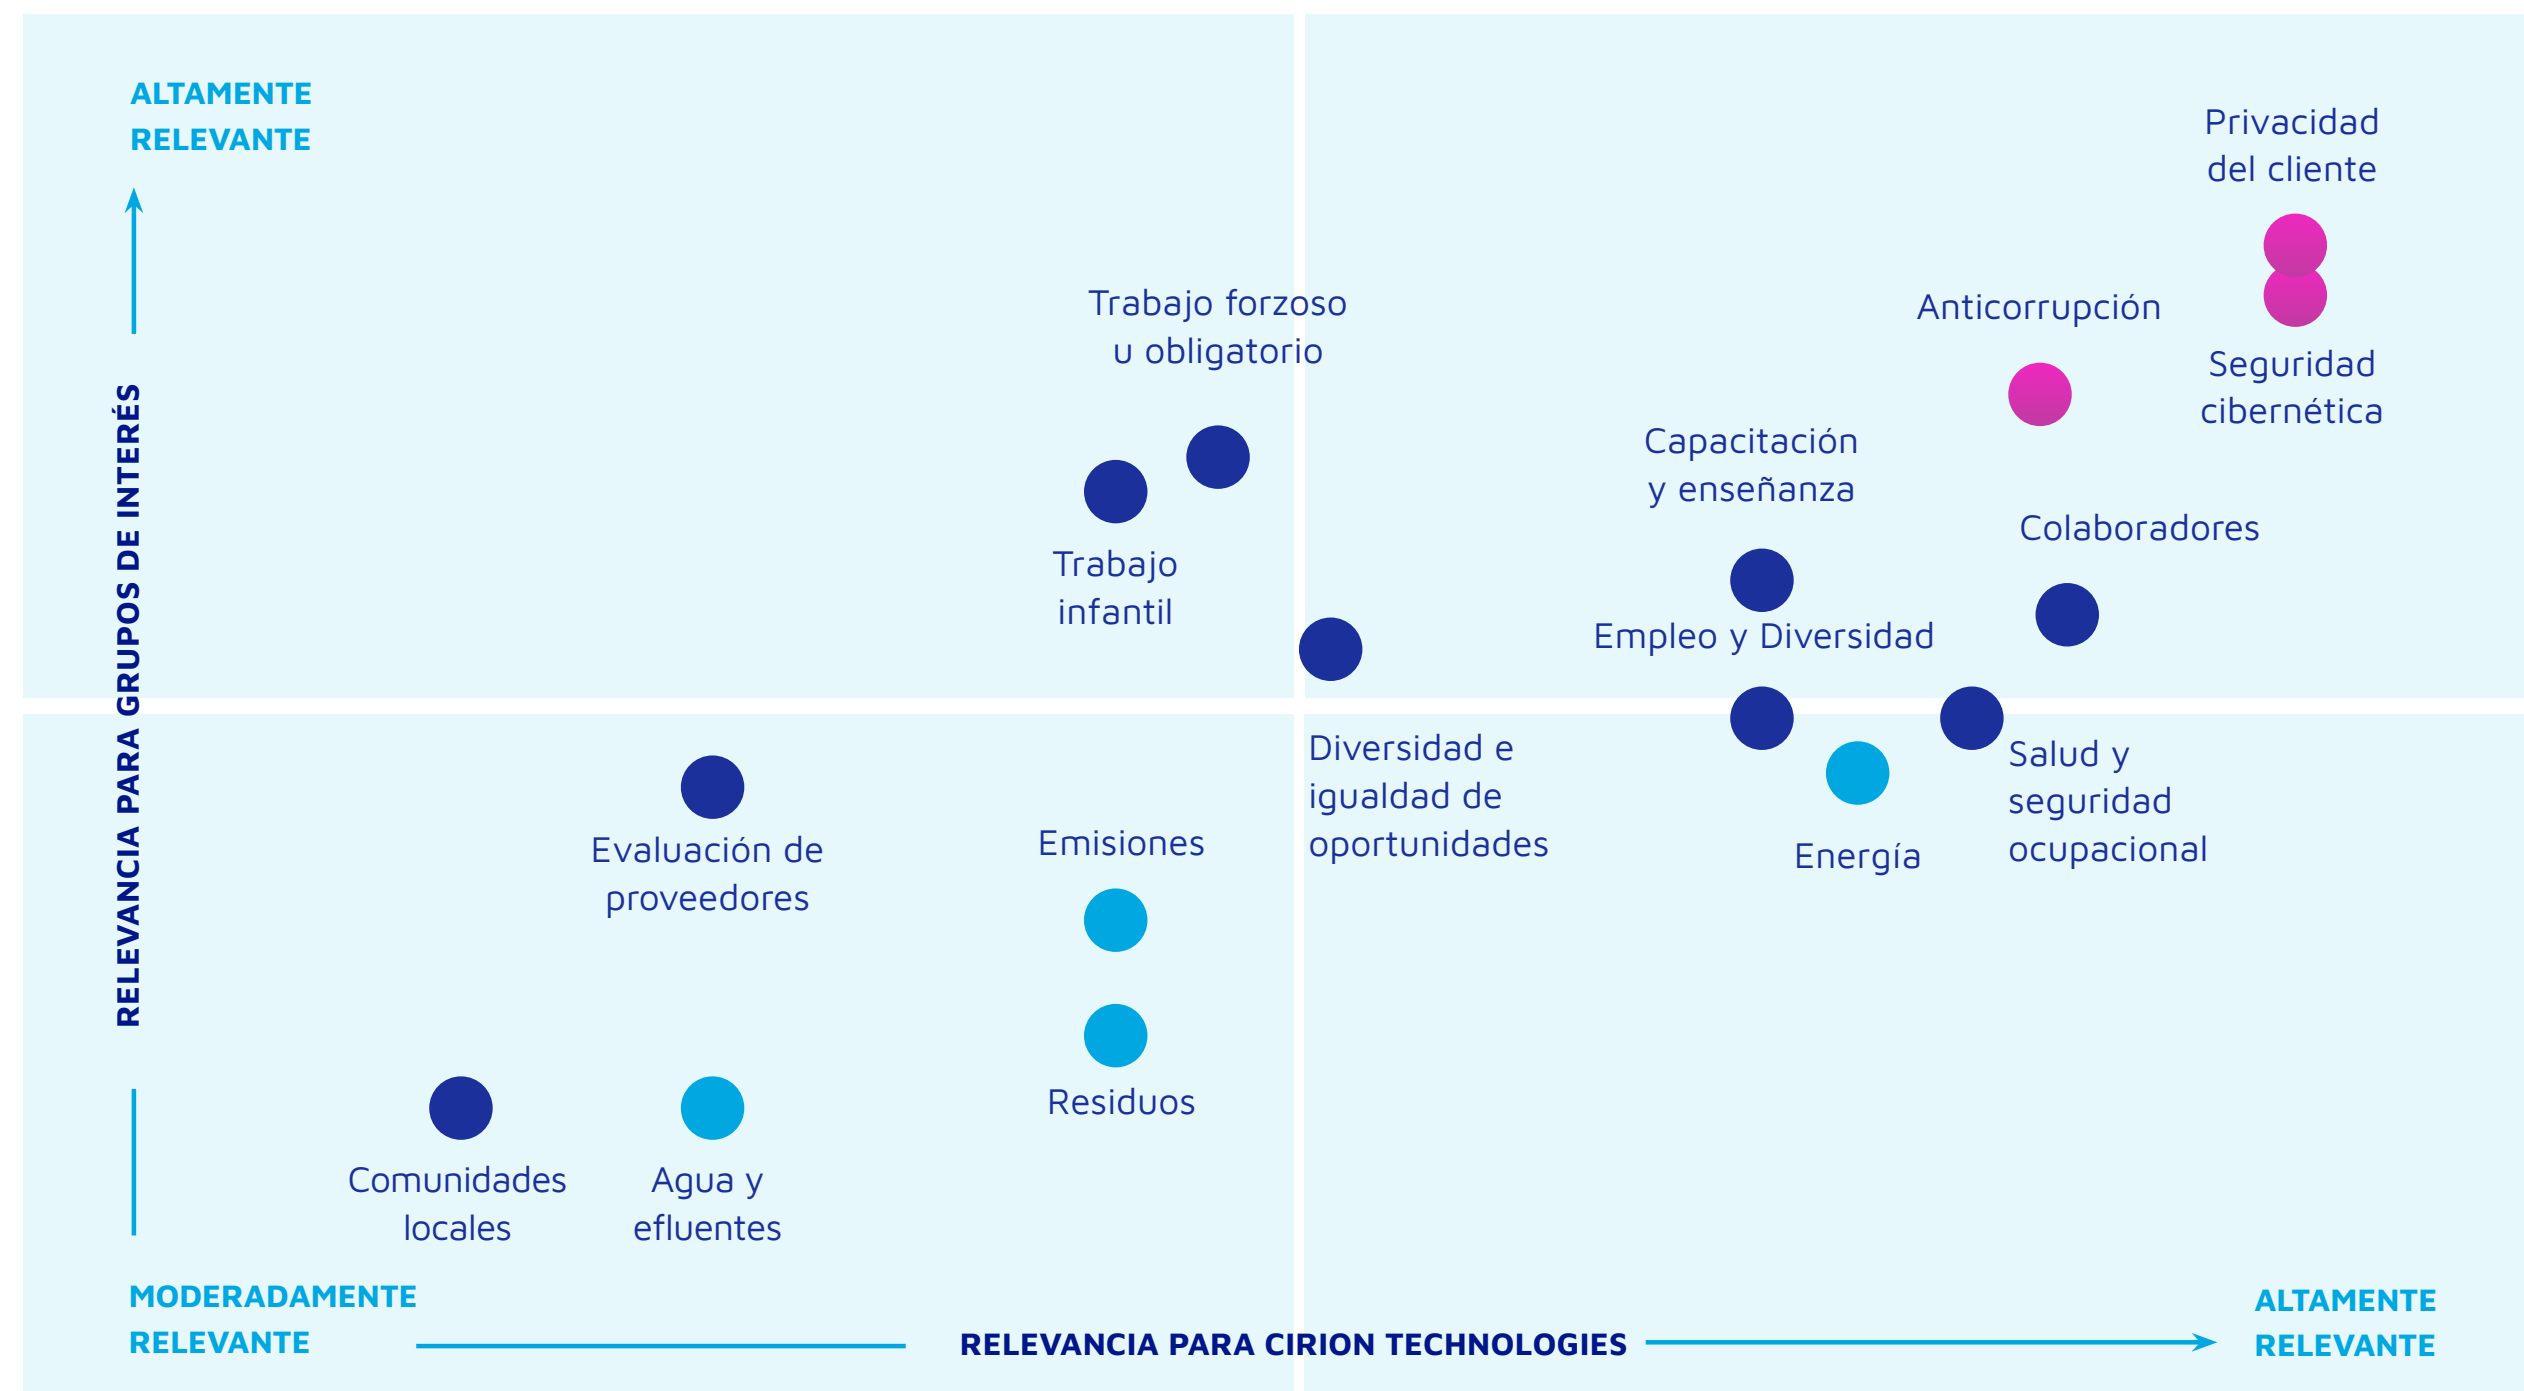 ALTAMENTE
RELEVANTE
RELEVANCIA PARA GRUPOS DE INTERÉS
Privacidad
del cliente
Trabajo forzoso
u obligatorio
Anticorrupción
Seguridad
cibernética
Capacitación
y enseñanza
Colaboradores
Trabajo
infantil
Empleo y Diversidad
Diversidad e
igualdad de
oportunidades
Salud y
seguridad
ocupacional
Evaluación de
proveedores
Emisiones
Energía
Residuos
Comunidades
locales
Agua y
efluentes
MODERADAMENTE
RELEVANTE
RELEVANCIA PARA CIRION TECHNOLOGIES
ALTAMENTE
RELEVANTE